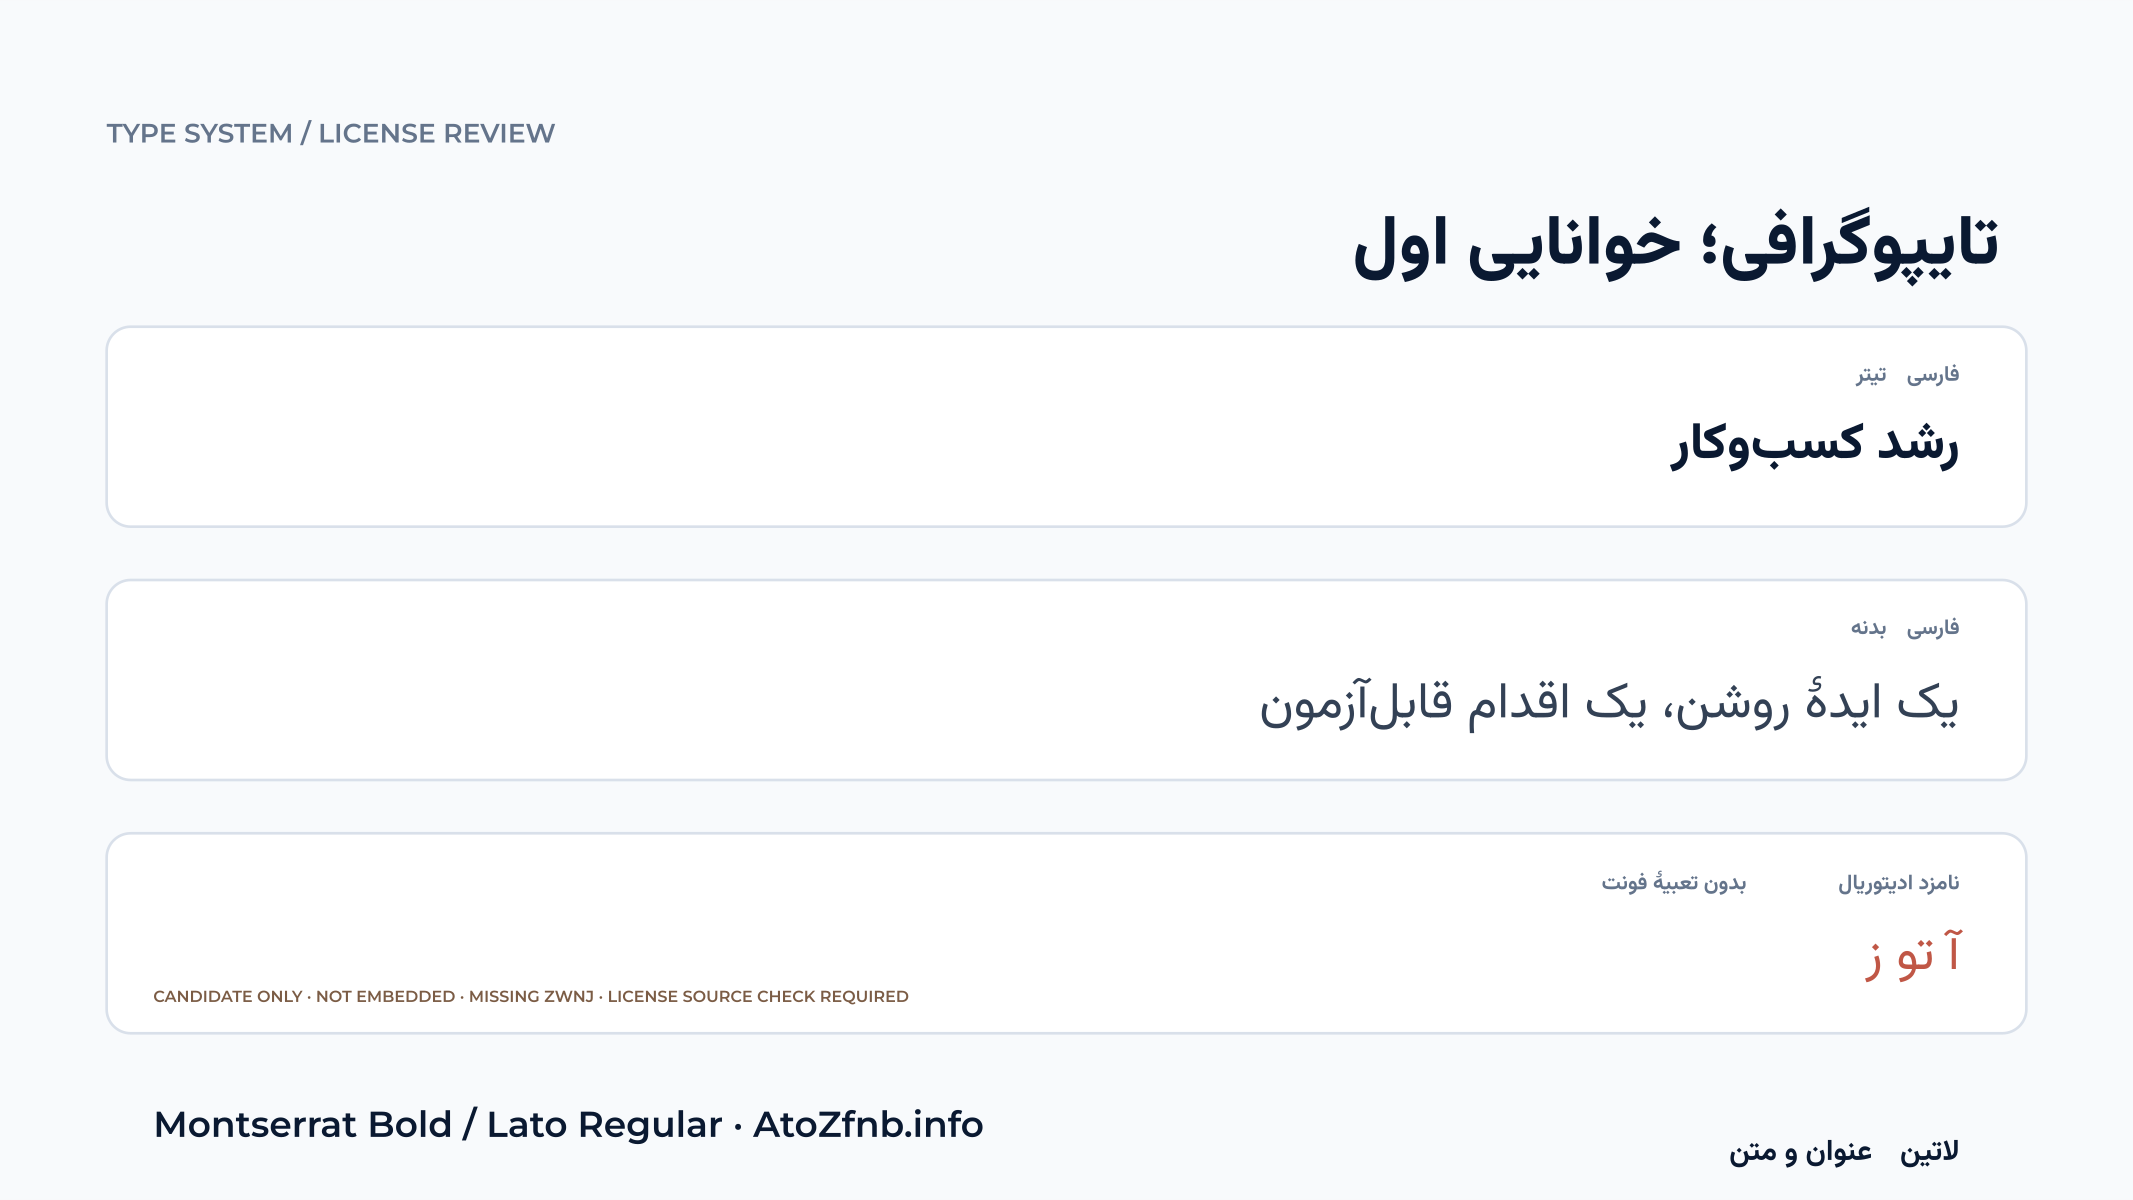 TYPE SYSTEM / LICENSE REVIEW
تایپوگرافی؛ خوانایی اول
فارسی تیتر
رشد کسب‌وکار
فارسی بدنه
یک ایدهٔ روشن، یک اقدام قابل‌آزمون
نامزد ادیتوریال بدون تعبیهٔ فونت
آ تو ز
CANDIDATE ONLY · NOT EMBEDDED · MISSING ZWNJ · LICENSE SOURCE CHECK REQUIRED
Montserrat Bold / Lato Regular · AtoZfnb.info
لاتین عنوان و متن